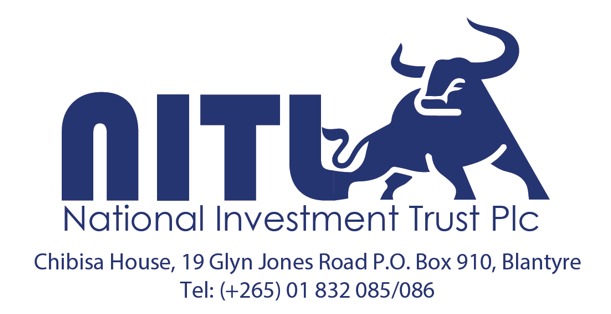 NITL
National Investment Trust Plc
Chibisa House, 19 Glyn Jones Road P.O. Box 910, Blantyre
Tel: (+265) 01 832 085/086